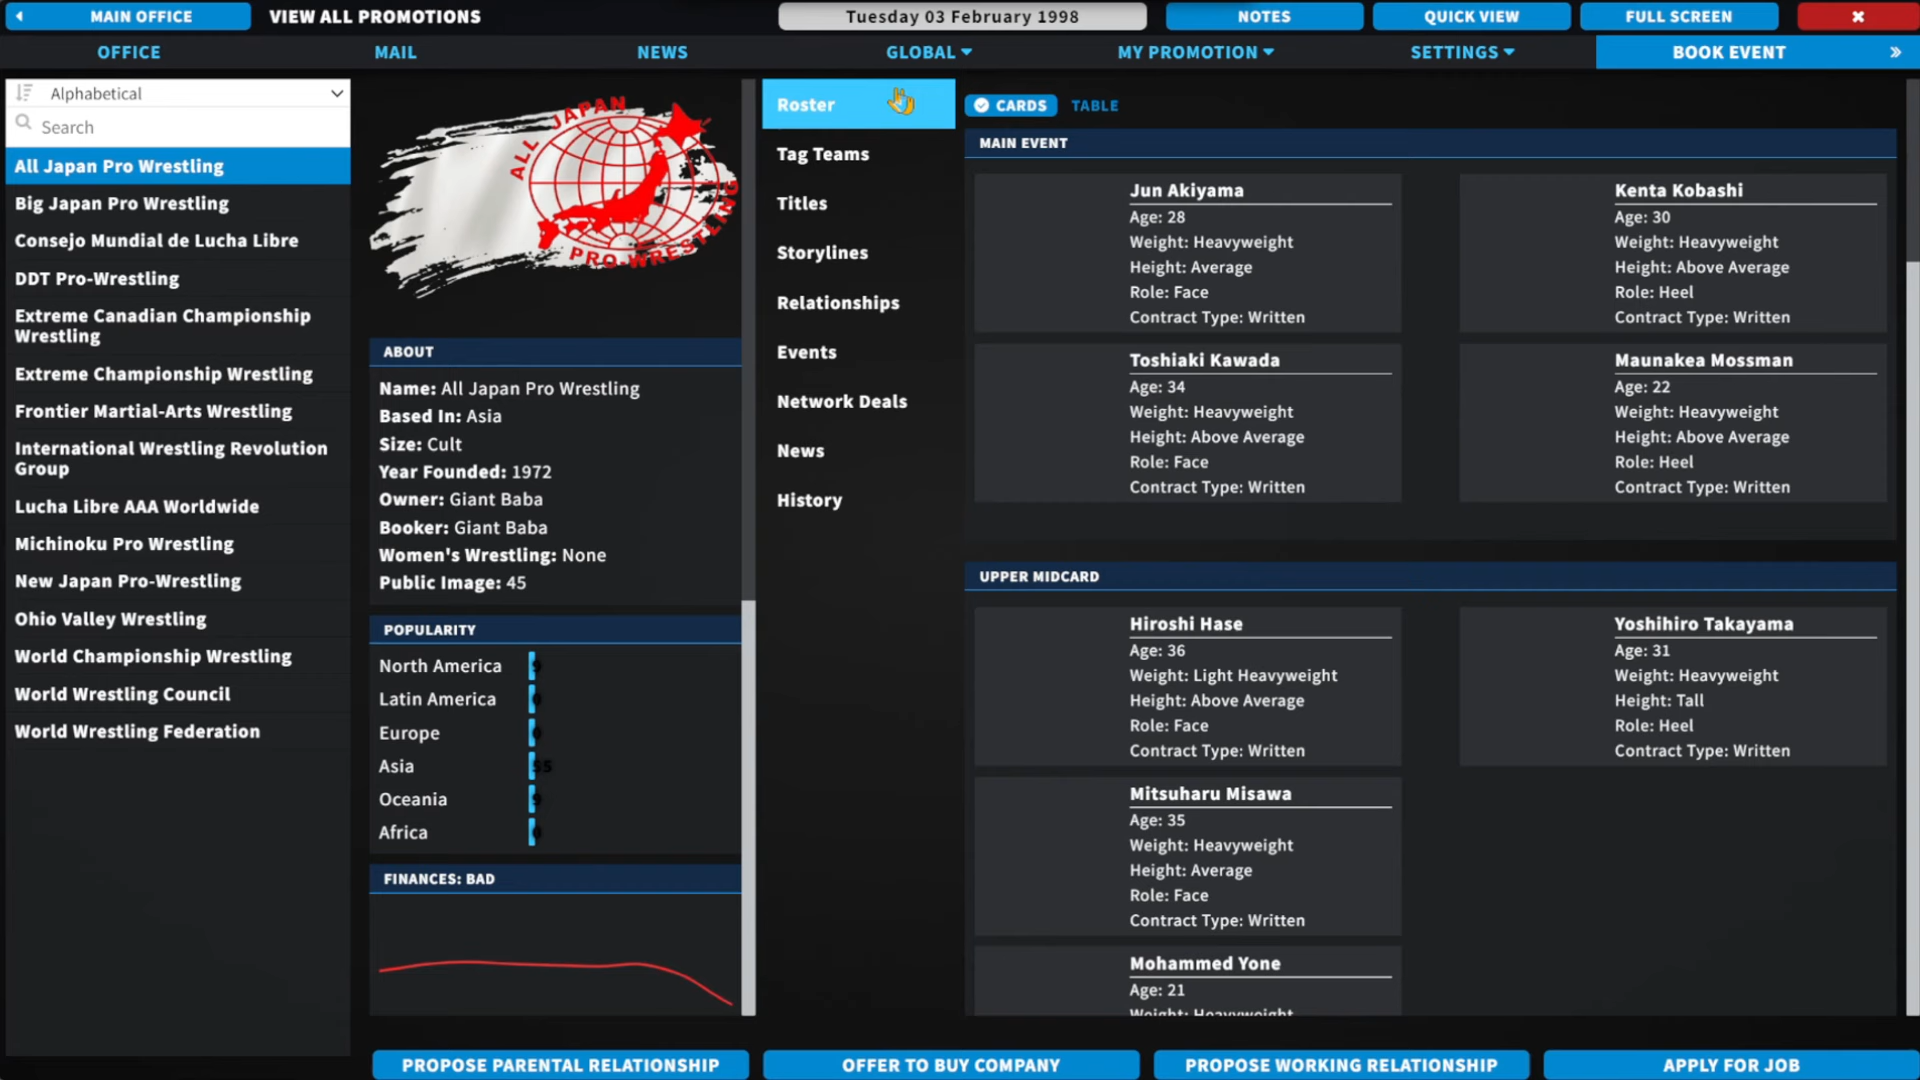 MAIN OFFICE
VIEW ALL PROMOTIONS
Tuesday 03 February 1998
NOTES
QUICK VIEW
FULL SCREEN
OFFICE
MAIL
NEWS
GLOBAL
MY PROMOTION
SETTINGS
BOOK EVENT
Alphabetical
Search
All Japan Pro Wrestling
Big Japan Pro Wrestling
Consejo Mundial de Lucha Libre
DDT Pro-Wrestling
Extreme Canadian Championship
Wrestling
Extreme Championship Wrestling
Frontier Martial-Arts Wrestling
International Wrestling Revolution
Group
Lucha Libre AAA Worldwide
Michinoku Pro Wrestling
New Japan Pro-Wrestling
Ohio Valley Wrestling
World Championship Wrestling
World Wrestling Council
World Wrestling Federation
ALL JAPAN
PRO-WRESTLING
ABOUT
Name: All Japan Pro Wrestling
Based In: Asia
Size: Cult
Year Founded: 1972
Owner: Giant Baba
Booker: Giant Baba
Women's Wrestling: None
Public Image: 45
POPULARITY
North America
Latin America
Europe
Asia
Oceania
Africa
FINANCES: BAD
Roster
Tag Teams
Titles
Storylines
Relationships
Events
Network Deals
News
History
CARDS
TABLE
MAIN EVENT
Jun Akiyama
Age: 28
Weight: Heavyweight
Height: Average
Role: Face
Contract Type: Written
Kenta Kobashi
Age: 30
Weight: Heavyweight
Height: Above Average
Role: Heel
Contract Type: Written
Toshiaki Kawada
Age: 34
Weight: Heavyweight
Height: Above Average
Role: Face
Contract Type: Written
Maunakea Mossman
Age: 22
Weight: Heavyweight
Height: Above Average
Role: Heel
Contract Type: Written
UPPER MIDCARD
Hiroshi Hase
Age: 36
Weight: Light Heavyweight
Height: Above Average
Role: Face
Contract Type: Written
Yoshihiro Takayama
Age: 31
Weight: Heavyweight
Height: Tall
Role: Heel
Contract Type: Written
Mitsuharu Misawa
Age: 35
Weight: Heavyweight
Height: Average
Role: Face
Contract Type: Written
Mohammed Yone
Age: 21
Weight: Heavyweight
PROPOSE PARENTAL RELATIONSHIP
OFFER TO BUY COMPANY
PROPOSE WORKING RELATIONSHIP
APPLY FOR JOB